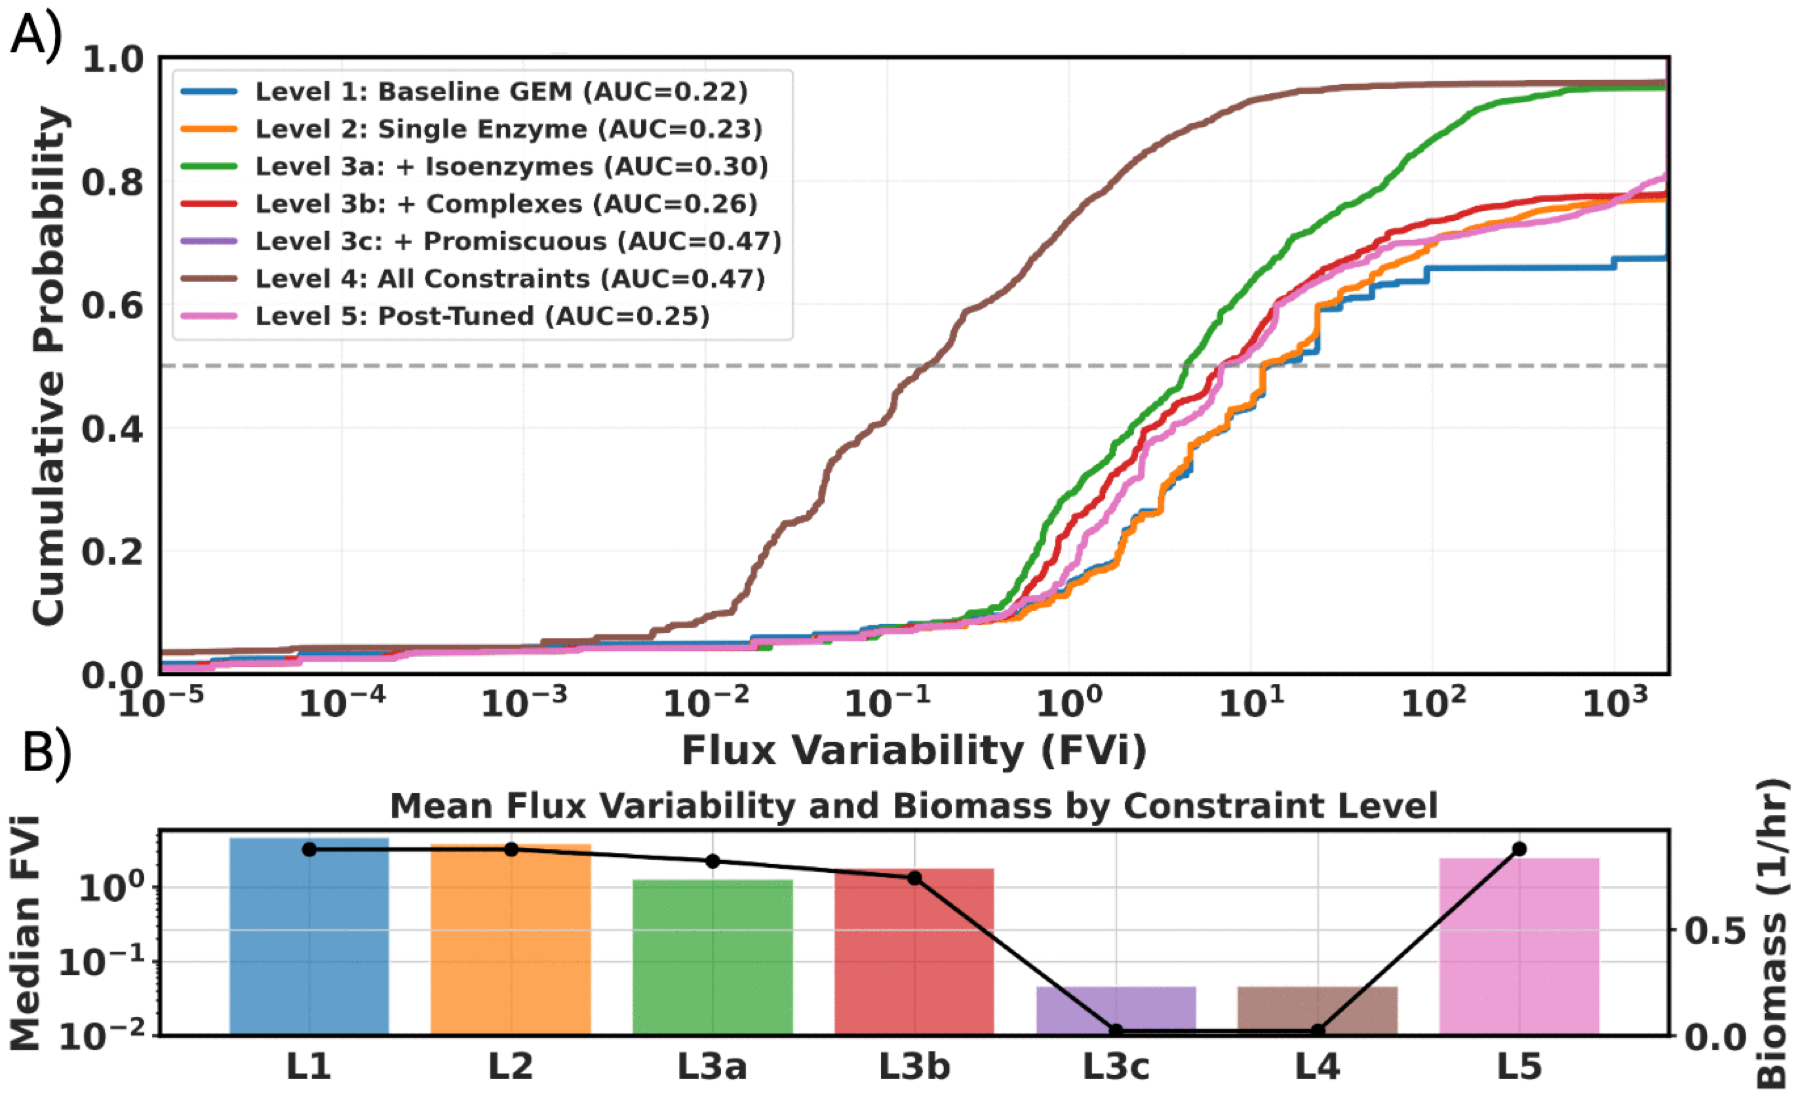 A)
1.0
0.8
0.6
0.4
0.2
0.0
Cumulative Probability
Level 1: Baseline GEM (AUC=0.22)
Level 2: Single Enzyme (AUC=0.23)
Level 3a: + Isoenzymes (AUC=0.30)
Level 3b: + Complexes (AUC=0.26)
Level 3c: + Promiscuous (AUC=0.47)
Level 4: All Constraints (AUC=0.47)
Level 5: Post-Tuned (AUC=0.25)
10⁻⁵ 10⁻⁴ 10⁻³ 10⁻² 10⁻¹ 10⁰ 10¹ 10² 10³
Flux Variability (FVi)
B)
Mean Flux Variability and Biomass by Constraint Level
Median FVi
10⁰
10⁻¹
10⁻²
0.5
0.0
Biomass (1/hr)
L1 L2 L3a L3b L3c L4 L5